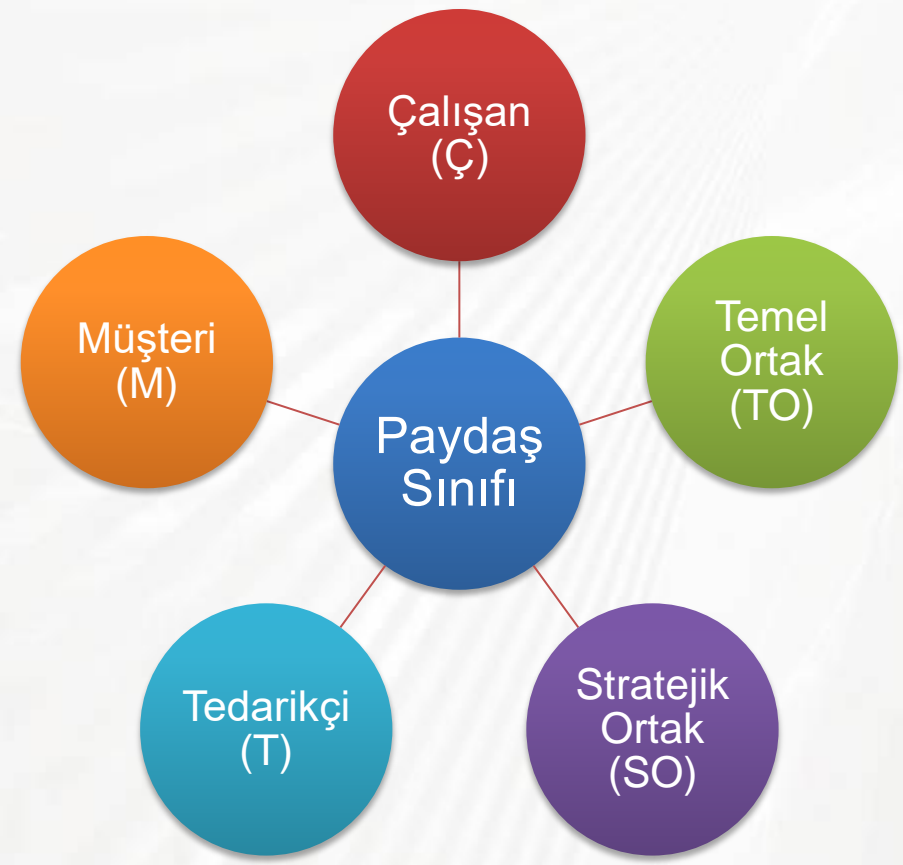 Çalışan
(Ç)
Temel
Ortak
(TO)
Müşteri
(M)
Paydaş
Sınıfı
Stratejik
Ortak
(SO)
Tedarikçi
(T)